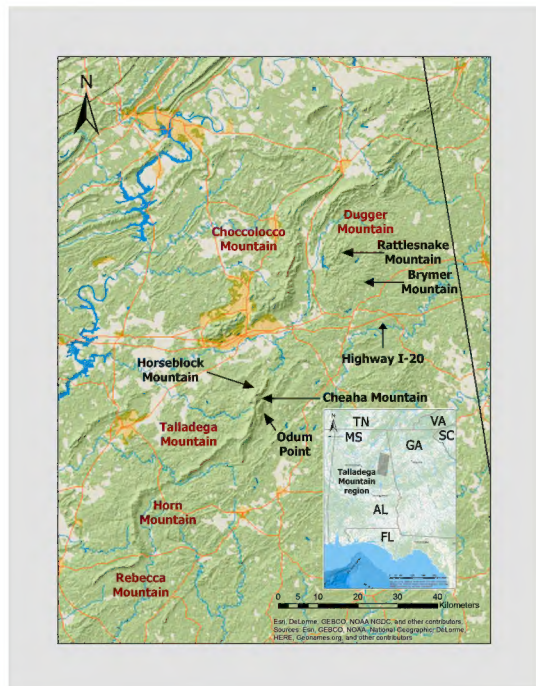 N
Dugger
Mountain
Choccolocco
Mountain
Rattlesnake
Mountain
Brymer
Mountain
Highway I-20
Horseblock
Mountain
Cheaha Mountain
Talladega
Mountain
Odum
Point
TN
VA
MS
SC
GA
Talladega
Mountain
region
AL
FL
Horn
Mountain
Rebecca
Mountain
0 5 10 20 30 40
Kilometers
Esri, DeLorme, GEBCO, NOAA NGDC, and other contributors,
Sources: Esri, GEBCO, NOAA, National Geographic, DeLorme,
HERE, Geonames.org, and other contributors